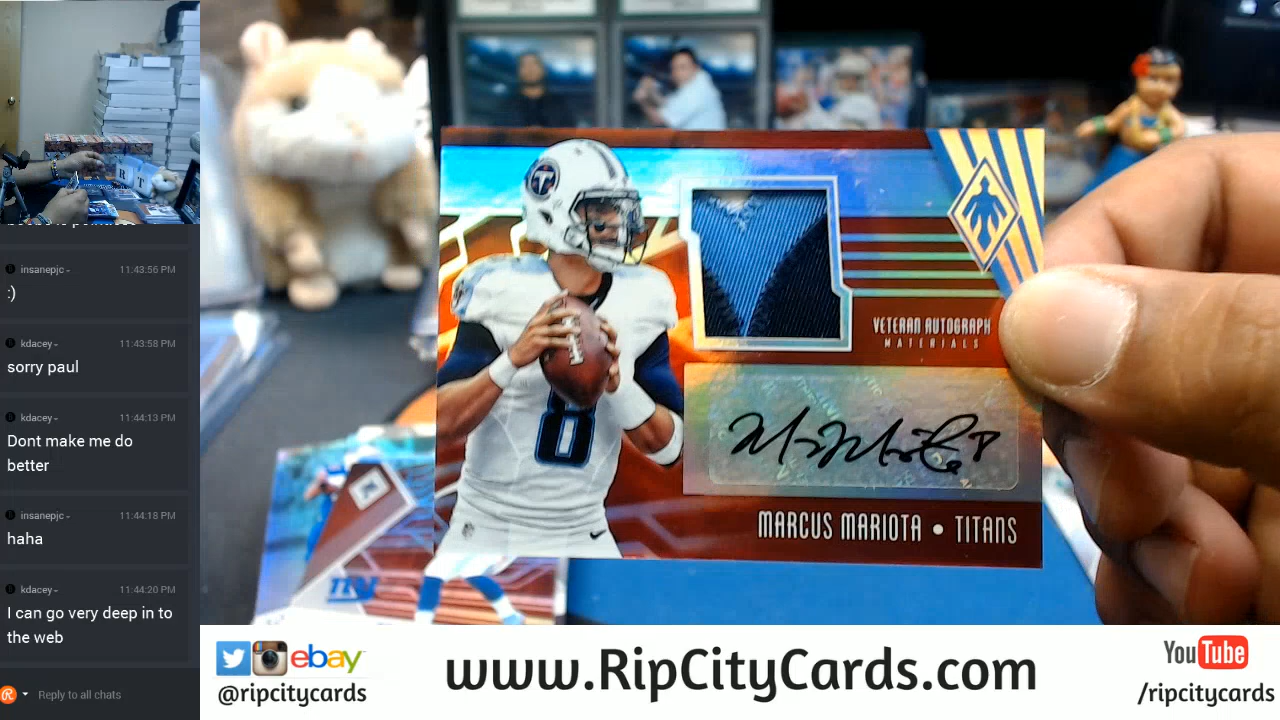 insanepjc
11:43:56 PM
:)
kdacey
11:43:58 PM
sorry paul
kdacey
11:44:13 PM
Dont make me do
better
insanepjc
11:44:18 PM
haha
kdacey
11:44:20 PM
I can go very deep in to
the web
Reply to all chats
R T
T
8
VETERAN AUTOGRAPH
MATERIALS
MARCUS MARIOTA • TITANS
ny
ebay
@ripcitycards
www.RipCityCards.com
YouTube
/ripcitycards